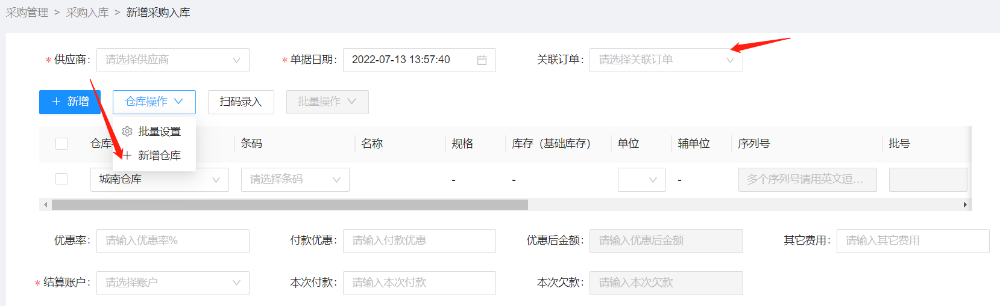 采购管理 > 采购入库 > 新增采购入库
* 供应商: 请选择供应商 * 单据日期: 2022-07-13 13:57:40 关联订单: 请选择关联订单
新增 仓库操作 扫码录入 批量操作
批量设置
仓库 条码 名称 规格 库存（基础库存） 单位 辅单位 序列号 批号
新增仓库
城南仓库 请选择条码 - - - 多个序列号请用英文逗...
优惠率: 请输入优惠率% 付款优惠: 请输入付款优惠 优惠后金额: 请输入优惠后金额 其它费用: 请输入其它费用
* 结算账户: 请选择账户 本次付款: 请输入本次付款 本次欠款: 请输入本次欠款